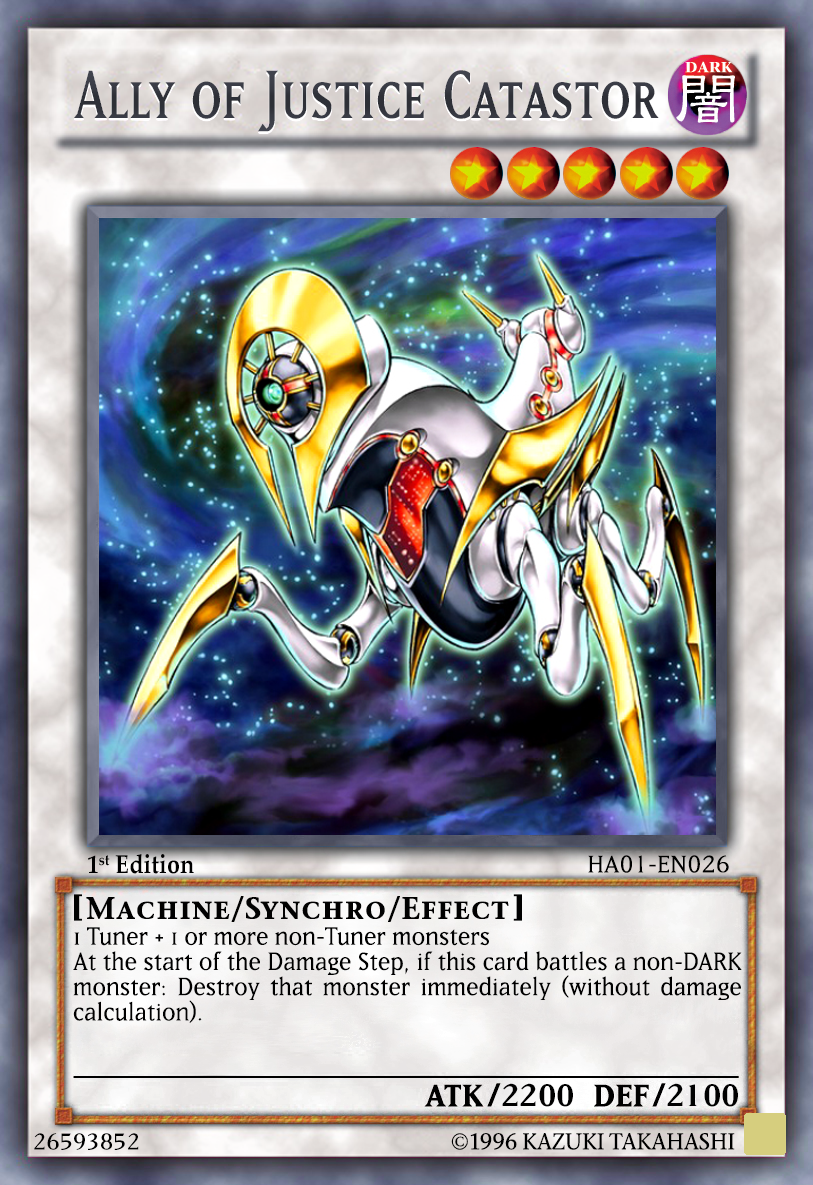 Ally of Justice Catastor
DARK
闇
1st Edition
HA01-EN026
[Machine/Synchro/Effect]
1 Tuner + 1 or more non-Tuner monsters
At the start of the Damage Step, if this card battles a non-DARK
monster: Destroy that monster immediately (without damage
calculation).
ATK/2200 DEF/2100
26593852
©1996 KAZUKI TAKAHASHI